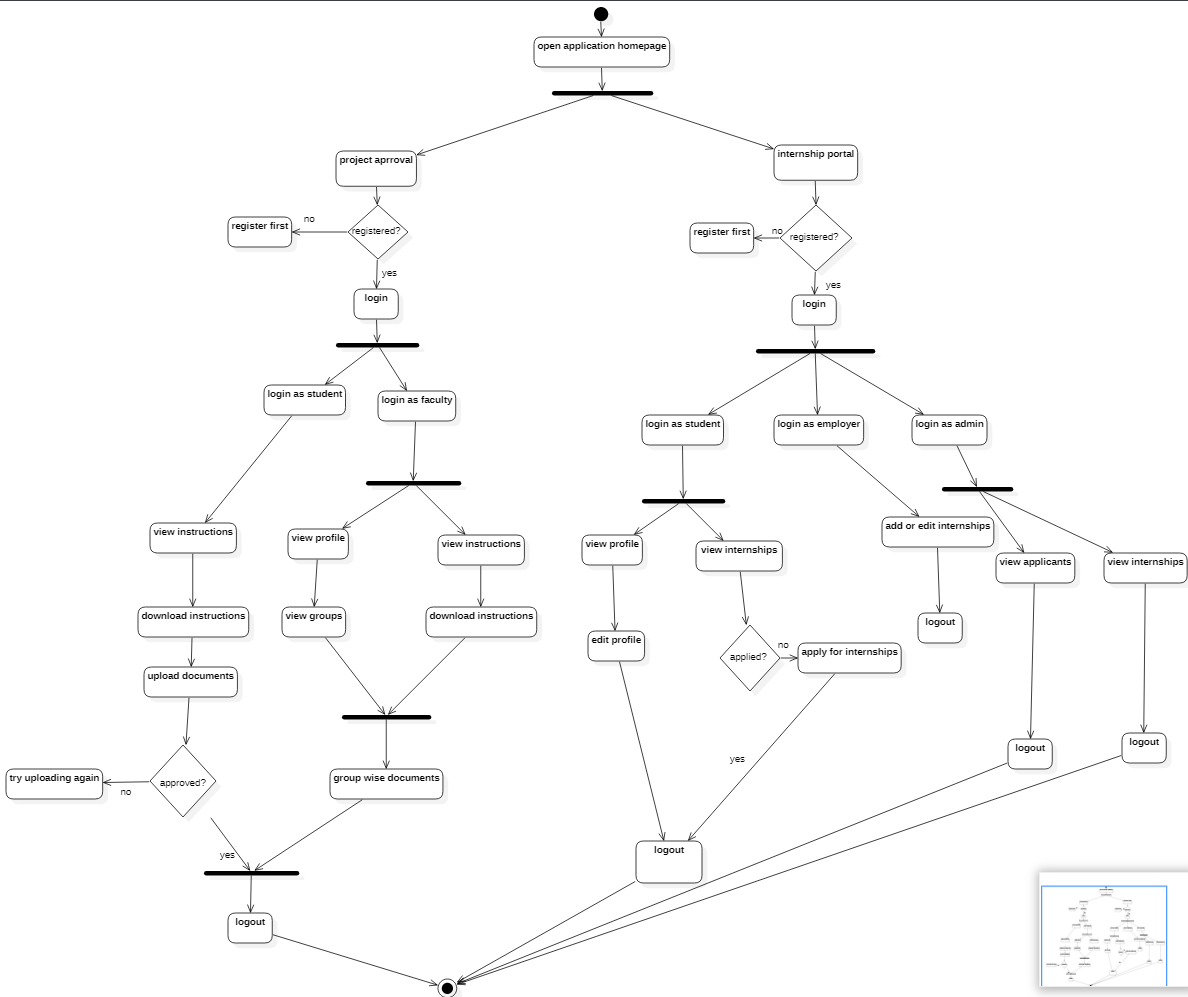 open application homepage
project aprroval
internship portal
register first
no
registered?
register first
no
registered?
yes
yes
login
login
login as student
login as faculty
login as student
login as employer
login as admin
view instructions
view profile
view instructions
view profile
view internships
add or edit internships
view applicants
view internships
download instructions
view groups
download instructions
logout
edit profile
applied?
no
apply for internships
upload documents
logout
logout
try uploading again
no
approved?
group wise documents
yes
yes
logout
logout